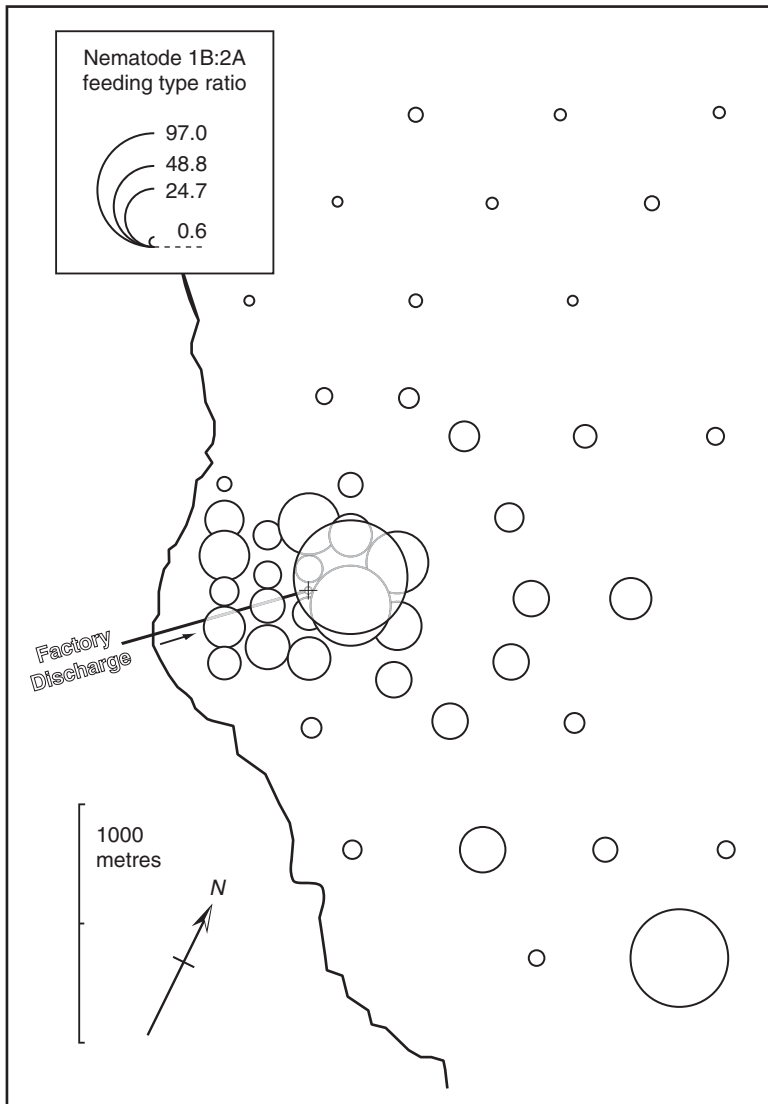 Nematode 1B:2A
feeding type ratio
97.0
48.8
24.7
0.6
Factory
Discharge
1000
metres
N